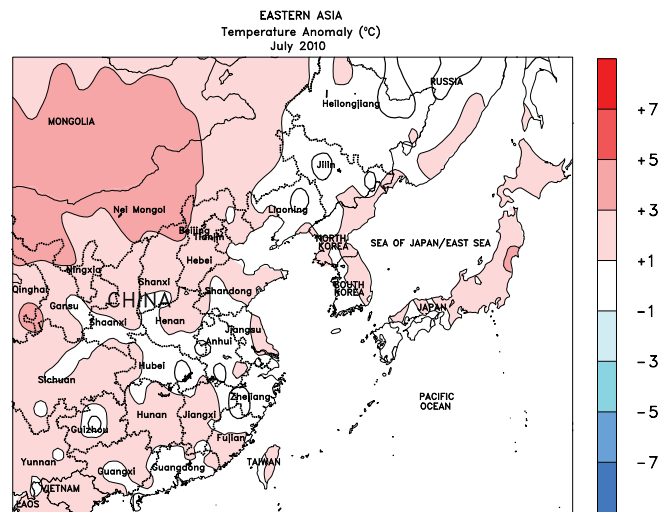 EASTERN ASIA
Temperature Anomaly (°C)
July 2010
RUSSIA
Heilongjiang
MONGOLIA
Jilin
Nei Mongol
Liaoning
Beijing
Tianjin
NORTH
KOREA
SEA OF JAPAN/EAST SEA
Hebei
Ningxia
Shanxi
Qinghai
Shandong
SOUTH
KOREA
CHINA
Gansu
JAPAN
Shaanxi
Henan
Jiangsu
Anhui
Hubei
Sichuan
Zhejiang
PACIFIC
OCEAN
Hunan
Jiangxi
Guizhou
Fujian
Yunnan
Guangxi
Guangdong
TAIWAN
VIETNAM
LAOS
+7
+5
+3
+1
-1
-3
-5
-7